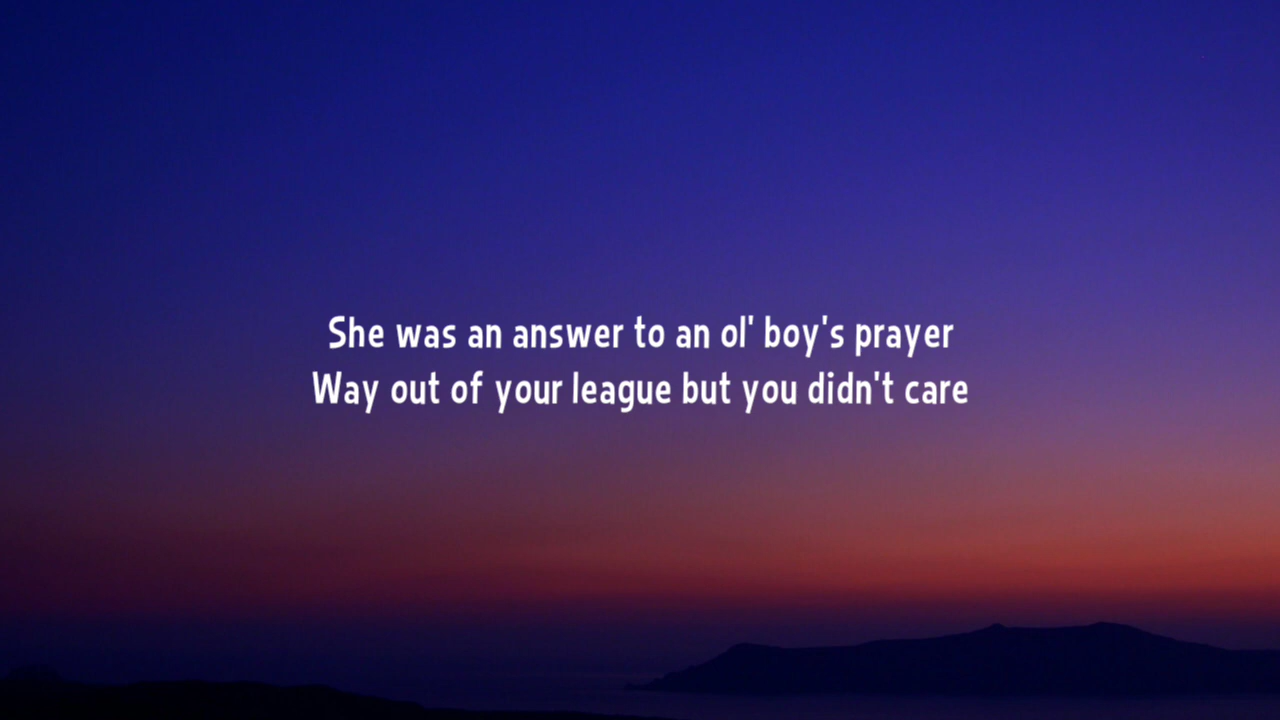 She was an answer to an ol' boy's prayer
Way out of your league but you didn't care